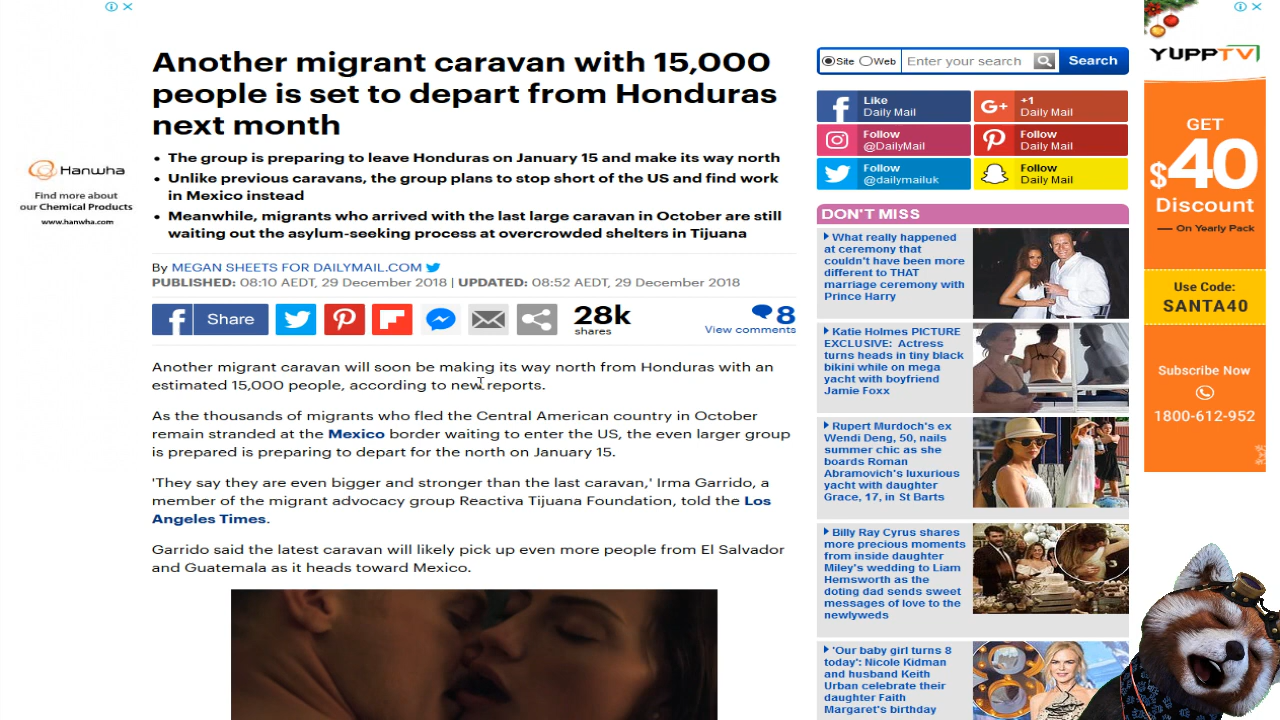 Another migrant caravan with 15,000
people is set to depart from Honduras
next month
• The group is preparing to leave Honduras on January 15 and make its way north
• Unlike previous caravans, the group plans to stop short of the US and find work
in Mexico instead
• Meanwhile, migrants who arrived with the last large caravan in October are still
waiting out the asylum-seeking process at overcrowded shelters in Tijuana
By MEGAN SHEETS FOR DAILYMAIL.COM
PUBLISHED: 08:10 AEDT, 29 December 2018 | UPDATED: 08:52 AEDT, 29 December 2018
Share
28k
shares
8
View comments
Another migrant caravan will soon be making its way north from Honduras with an
estimated 15,000 people, according to new reports.
As the thousands of migrants who fled the Central American country in October
remain stranded at the Mexico border waiting to enter the US, the even larger group
is prepared is preparing to depart for the north on January 15.
'They say they are even bigger and stronger than the last caravan,' Irma Garrido, a
member of the migrant advocacy group Reactiva Tijuana Foundation, told the Los
Angeles Times.
Garrido said the latest caravan will likely pick up even more people from El Salvador
and Guatemala as it heads toward Mexico.
Hanwha
Find more about
our Chemical Products
www.hanwha.com
Site Web Enter your search Search
Like
Daily Mail
+1
Daily Mail
Follow
@DailyMail
Follow
Daily Mail
Follow
@dailymailuk
Follow
Daily Mail
DON'T MISS
What really happened
at ceremony that
couldn't have been more
different to THAT
marriage ceremony with
Prince Harry
Katie Holmes PICTURE
EXCLUSIVE: Actress
turns heads in tiny black
bikini while on mega
yacht with boyfriend
Jamie Foxx
Rupert Murdoch's ex
Wendi Deng, 50, nails
summer chic as she
boards Roman
Abramovich's luxurious
yacht with daughter
Grace, 17, in St Barts
Billy Ray Cyrus shares
more precious moments
from inside daughter
Miley's wedding to Liam
Hemsworth as the
doting dad sends sweet
messages of love to the
newlyweds
'Our baby girl turns 8
today': Nicole Kidman
and husband Keith
Urban celebrate their
daughter Faith
Margaret's birthday
YUPPTV
GET
$40
Discount
— On Yearly Pack
Use Code:
SANTA40
Subscribe Now
1800-612-952